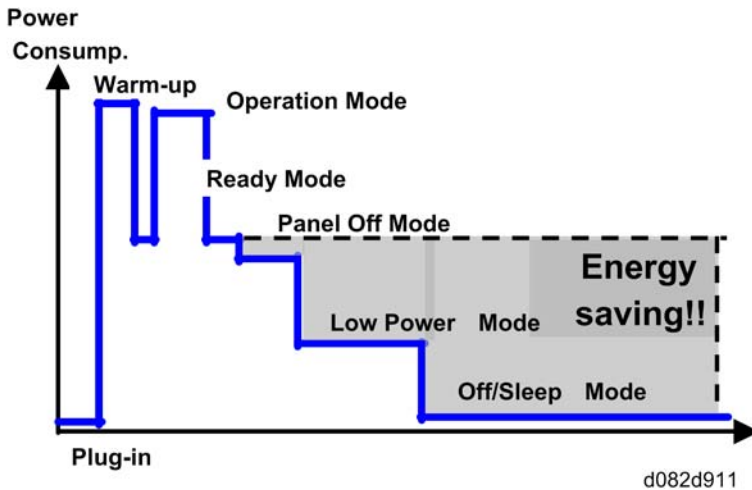 Power
Consump.
Warm-up
Operation Mode
Ready Mode
Panel Off Mode
Energy
saving!!
Low Power Mode
Off/Sleep Mode
Plug-in
d082d911